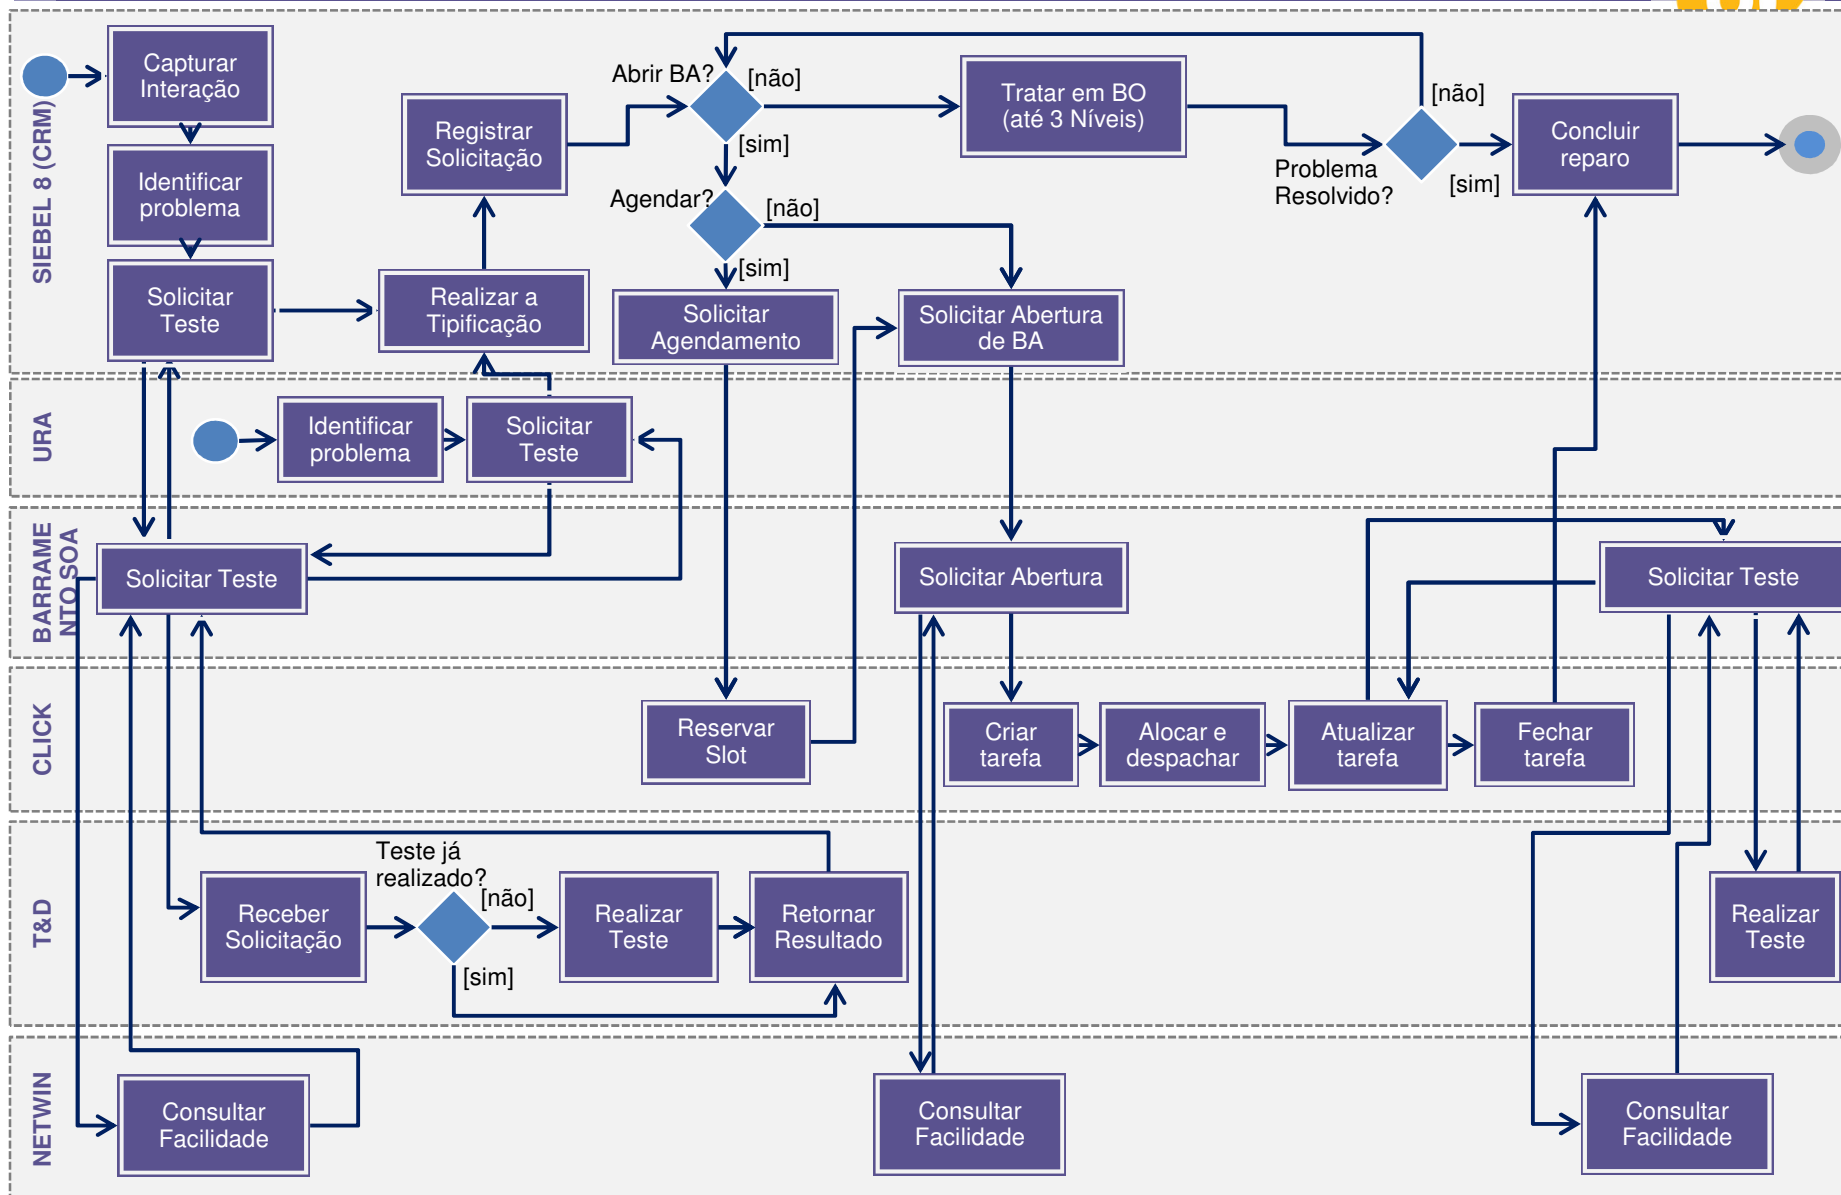 SIEBEL 8 (CRM)
Capturar
Interação
Identificar
problema
Solicitar
Teste
Registrar
Solicitação
Realizar a
Tipificação
Abrir BA?
[não]
[sim]
Agendar?
[não]
[sim]
Solicitar
Agendamento
Tratar em BO
(até 3 Níveis)
Solicitar Abertura
de BA
Problema
Resolvido?
[não]
[sim]
Concluir
reparo
URA
Identificar
problema
Solicitar
Teste
BARRAME
NTO SOA
Solicitar Teste
Solicitar Abertura
Solicitar Teste
CLICK
Reservar
Slot
Criar
tarefa
Alocar e
despachar
Atualizar
tarefa
Fechar
tarefa
T&D
Receber
Solicitação
Teste já
realizado?
[não]
[sim]
Realizar
Teste
Retornar
Resultado
Realizar
Teste
NETWIN
Consultar
Facilidade
Consultar
Facilidade
Consultar
Facilidade